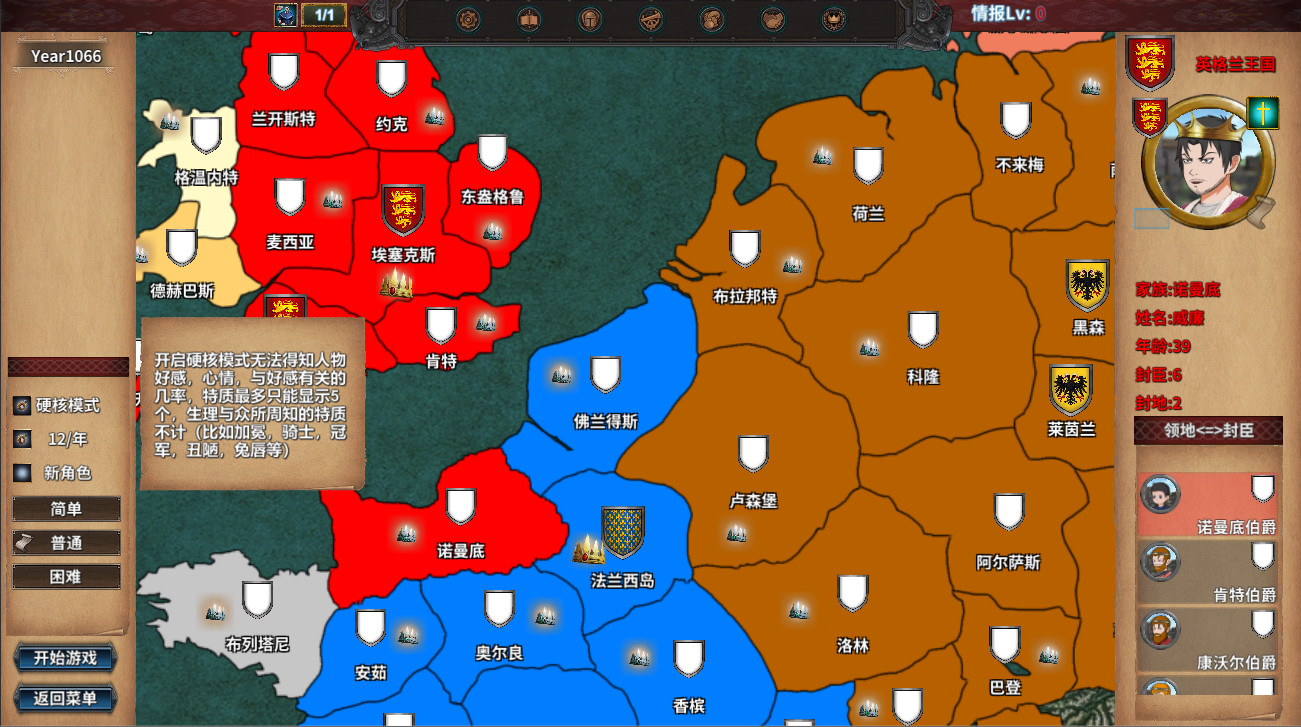 1/1
情报Lv: 0
Year1066
英格兰王国
兰开斯特
约克
格温内特
东盎格鲁
不来梅
荷兰
麦西亚
埃塞克斯
德赫巴斯
布拉邦特
黑森
肯特
科隆
家族:诺曼底
姓名:威廉
年龄:39
封臣:6
封地:2
开启硬核模式无法得知人物
好感，心情，与好感有关的
几率，特质最多只能显示5
个，生理与众所周知的特质
不计（比如加冕，骑士，冠
军，丑陋，兔唇等）
硬核模式
12/年
新角色
简单
普通
困难
佛兰得斯
莱茵兰
领地<=>封臣
卢森堡
诺曼底
诺曼底伯爵
阿尔萨斯
法兰西岛
肯特伯爵
布列塔尼
奥尔良
洛林
康沃尔伯爵
安茹
巴登
香槟
开始游戏
返回菜单